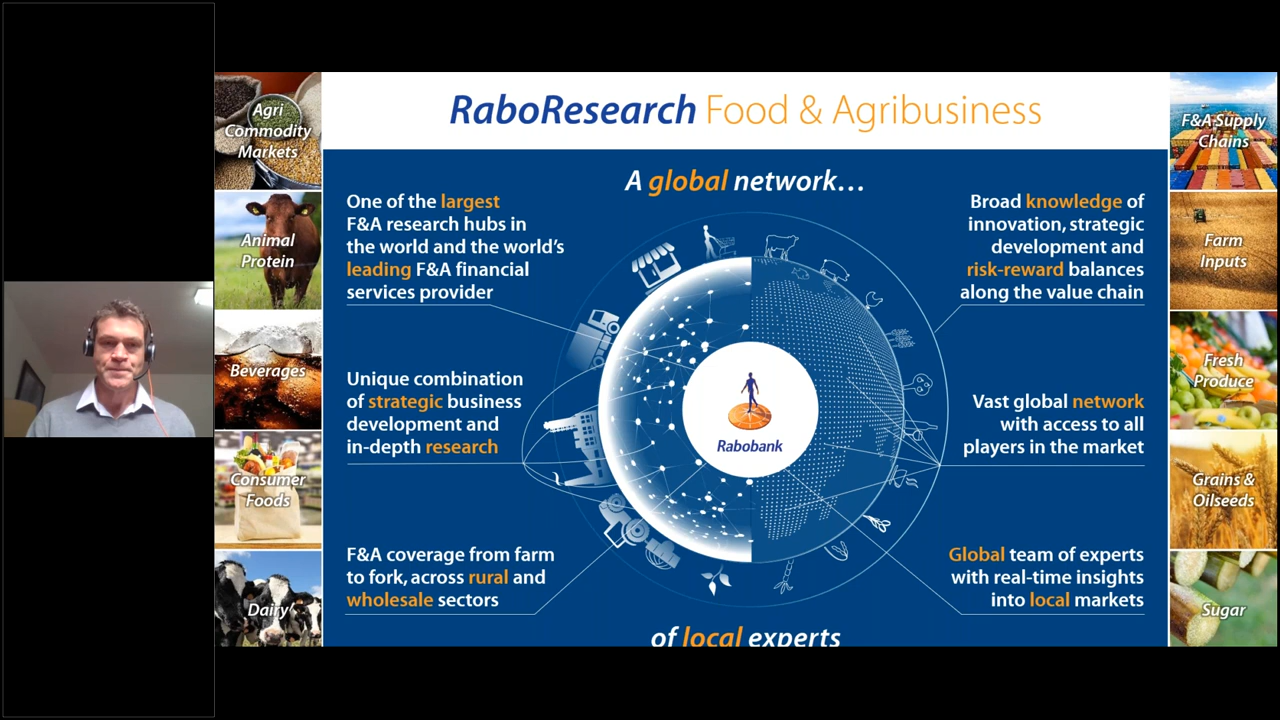 RaboResearch Food & Agribusiness
Agri
Commodity
Markets
Animal
Protein
Beverages
Consumer
Foods
Dairy
A global network…
One of the largest
F&A research hubs in
the world and the world's
leading F&A financial
services provider
Unique combination
of strategic business
development and
in-depth research
F&A coverage from farm
to fork, across rural and
wholesale sectors
Rabobank
Broad knowledge of
innovation, strategic
development and
risk-reward balances
along the value chain
Vast global network
with access to all
players in the market
Global team of experts
with real-time insights
into local markets
of local experts
F&A Supply
Chains
Farm
Inputs
Fresh
Produce
Grains &
Oilseeds
Sugar